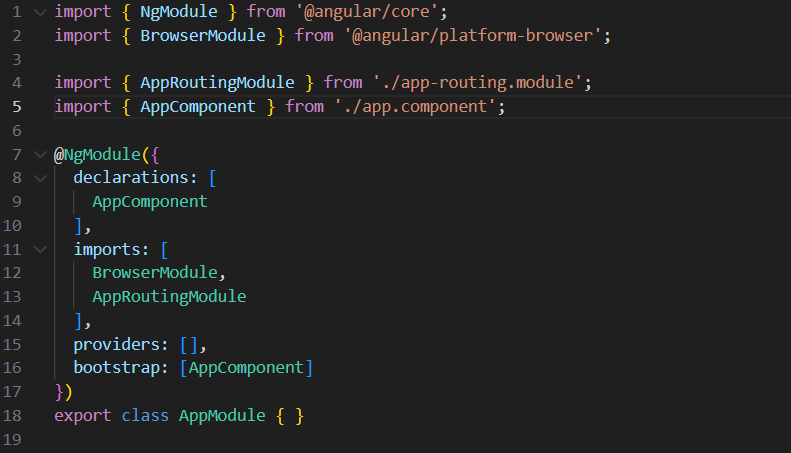 1 import { NgModule } from '@angular/core';
2 import { BrowserModule } from '@angular/platform-browser';
3
4 import { AppRoutingModule } from './app-routing.module';
5 import { AppComponent } from './app.component';
6
7 @NgModule({
8   declarations: [
9     AppComponent
10   ],
11   imports: [
12     BrowserModule,
13     AppRoutingModule
14   ],
15   providers: [],
16   bootstrap: [AppComponent]
17 })
18 export class AppModule { }
19